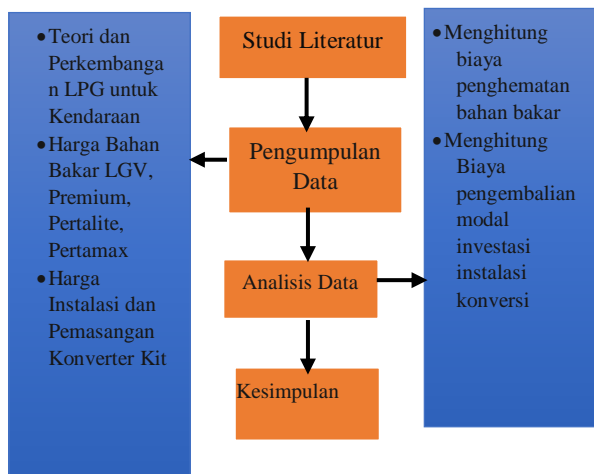 • Teori dan
Perkembanga
n LPG untuk
Kendaraan
• Harga Bahan
Bakar LGV,
Premium,
Pertalite,
Pertamax
• Harga
Instalasi dan
Pemasangan
Konverter Kit
Studi Literatur
Pengumpulan
Data
Analisis Data
Kesimpulan
• Menghitung
biaya
penghematan
bahan bakar
• Menghitung
Biaya
pengembalian
modal
investasi
instalasi
konversi